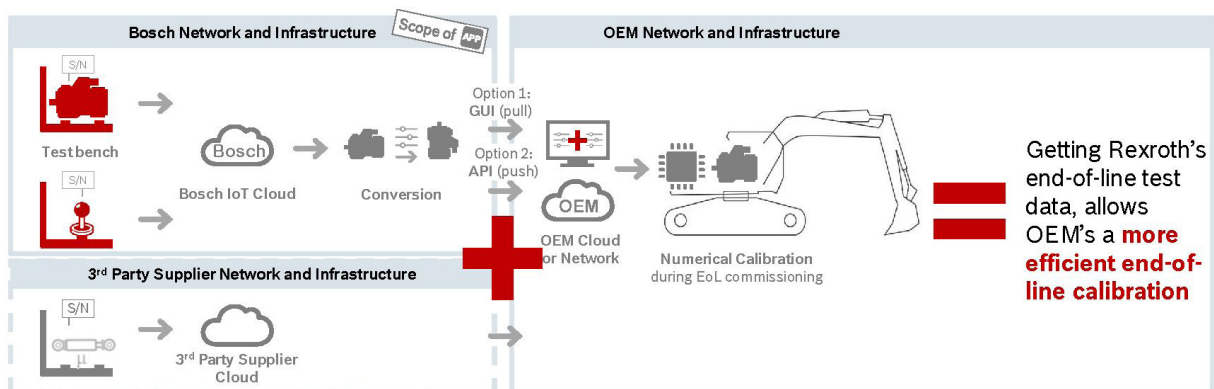 Bosch Network and Infrastructure
Scope of APP
S/N
Test bench
S/N
Bosch
Bosch IoT Cloud
Conversion
Option 1:
GUI (pull)
Option 2:
API (push)
3rd Party Supplier Network and Infrastructure
S/N
3rd Party Supplier
Cloud
OEM Network and Infrastructure
OEM
OEM Cloud
or Network
Numerical Calibration
during EoL commissioning
Getting Rexroth's
end-of-line test
data, allows
OEM's a more
efficient end-of-
line calibration